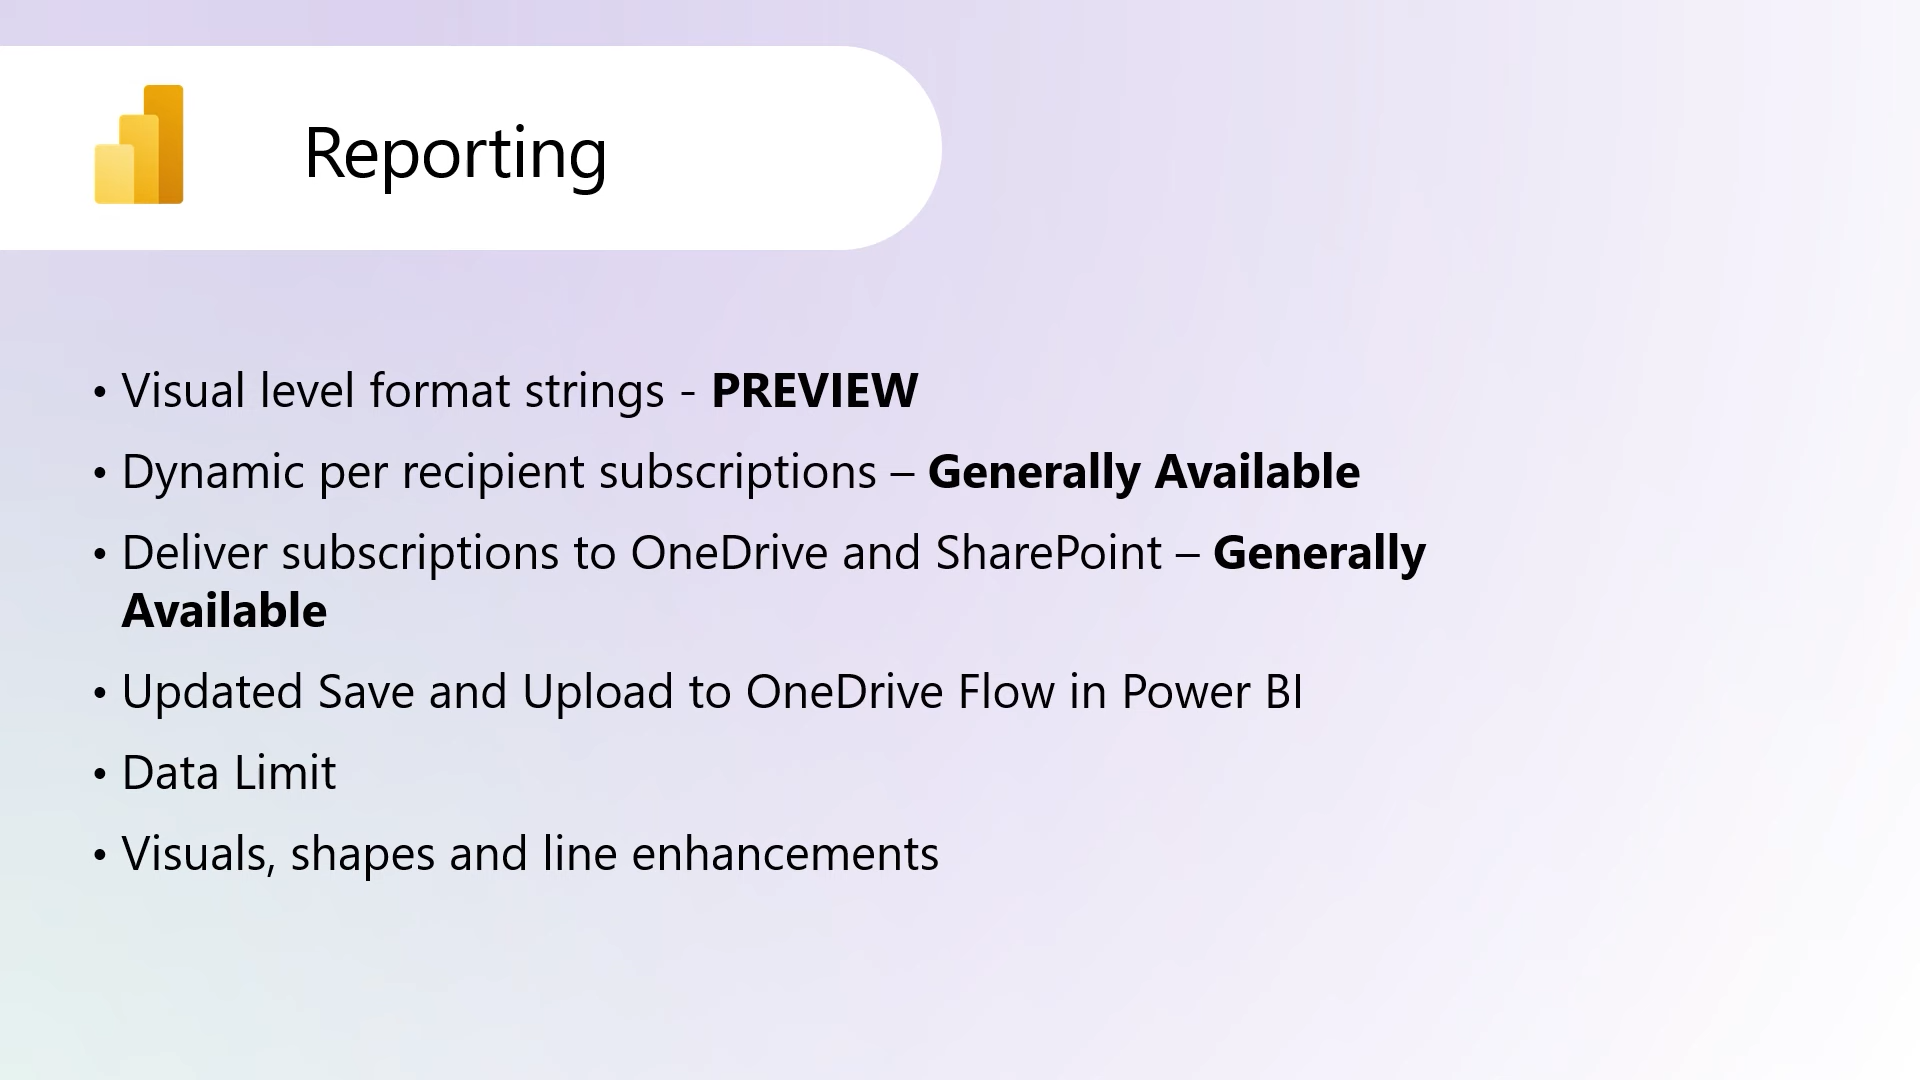 Reporting
• Visual level format strings - PREVIEW
• Dynamic per recipient subscriptions – Generally Available
• Deliver subscriptions to OneDrive and SharePoint – Generally
Available
• Updated Save and Upload to OneDrive Flow in Power BI
• Data Limit
• Visuals, shapes and line enhancements